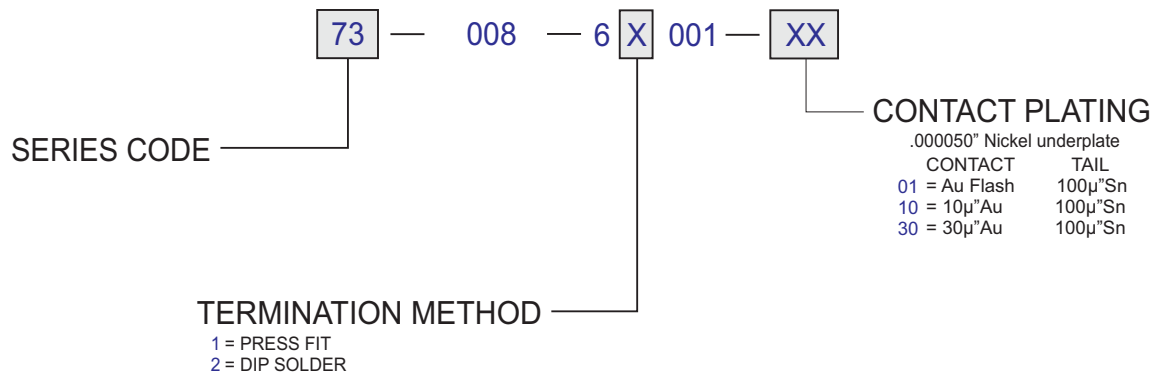 73 — 008 — 6 X 001 — XX
CONTACT PLATING
.000050” Nickel underplate
SERIES CODE
CONTACT TAIL
01 = Au Flash 100µ”Sn
10 = 10µ”Au 100µ”Sn
30 = 30µ”Au 100µ”Sn
TERMINATION METHOD
1 = PRESS FIT
2 = DIP SOLDER